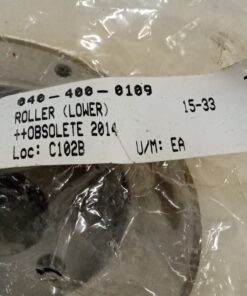 040-400-0109
15-33
ROLLER (LOWER)
++OBSOLETE 2014
Loc: C102B U/M: EA